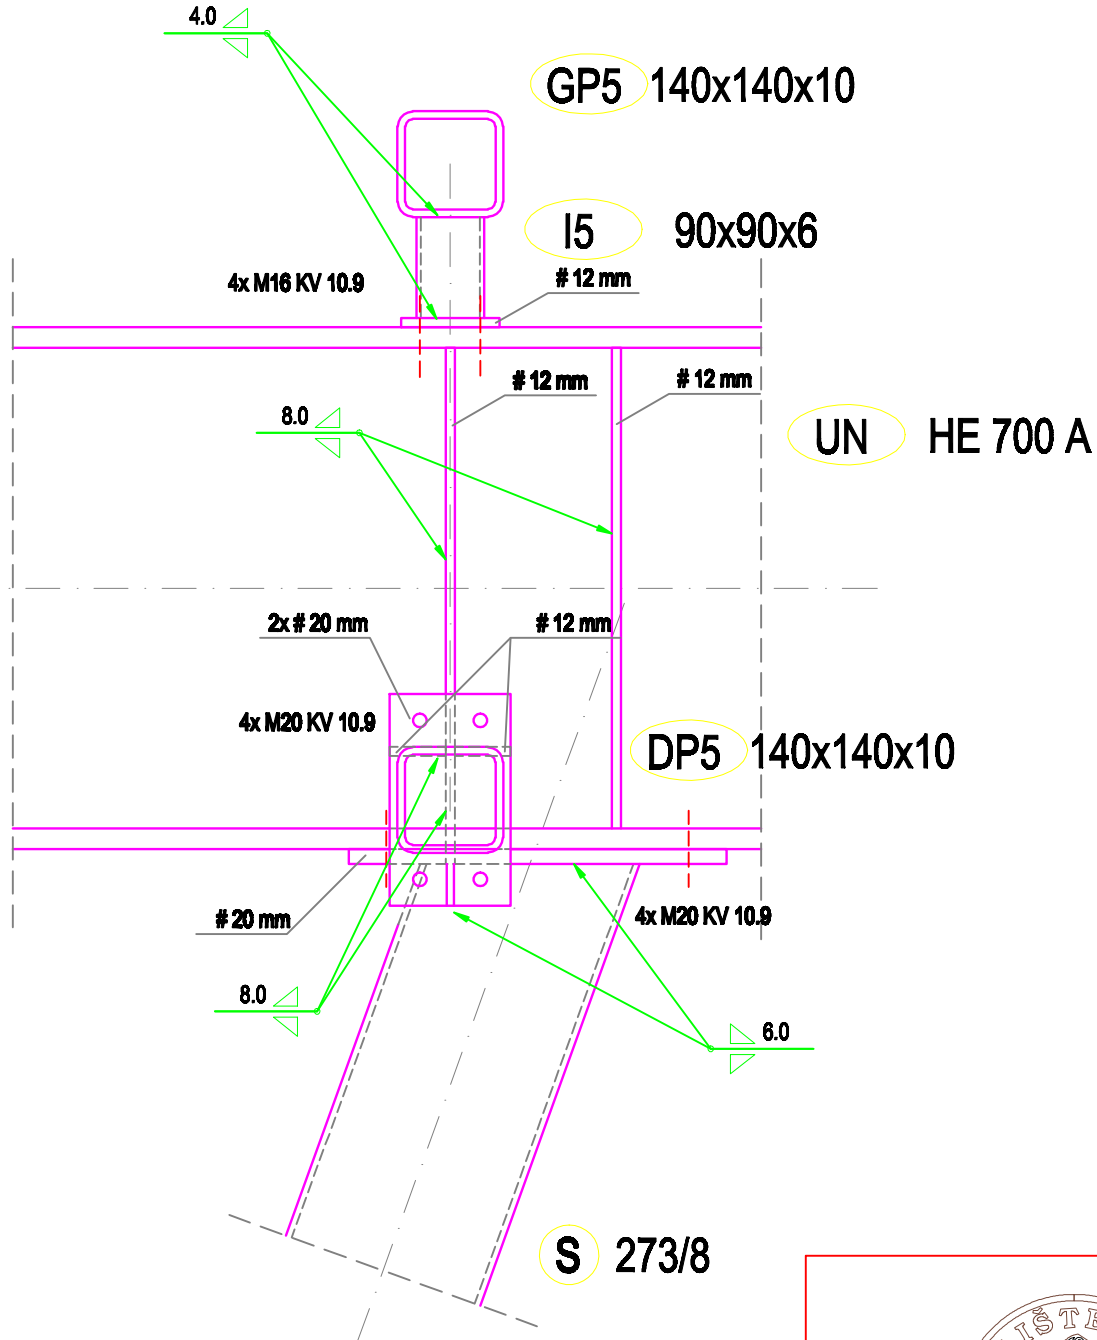 4.0
GP5 140x140x10
I5 90x90x6
4x M16 KV 10.9
# 12 mm
# 12 mm
# 12 mm
8.0
UN HE 700 A
2x # 20 mm
# 12 mm
4x M20 KV 10.9
DP5 140x140x10
# 20 mm
4x M20 KV 10.9
8.0
6.0
S 273/8